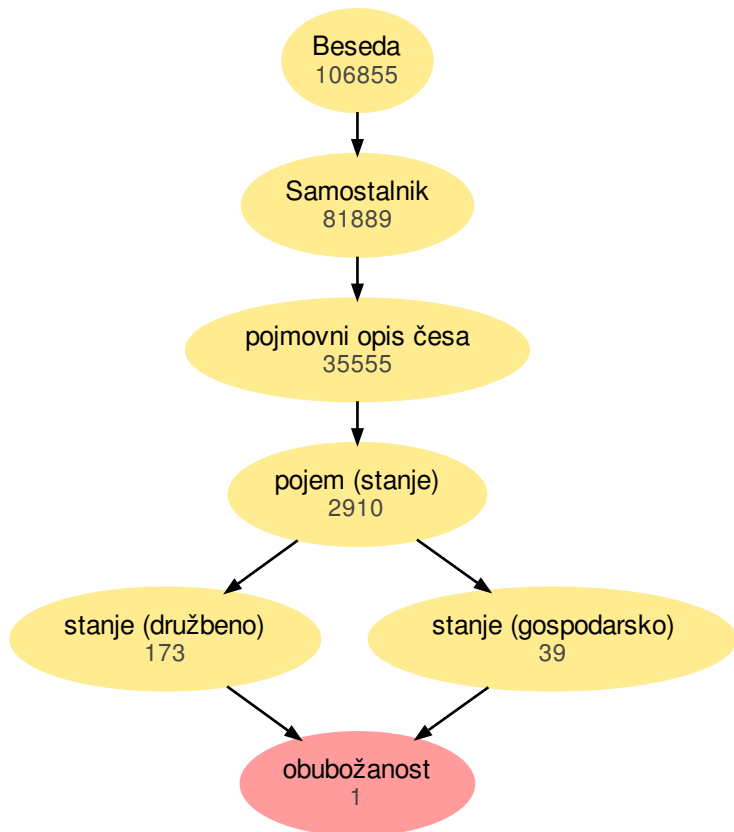 Beseda
106855
Samostalnik
81889
pojmovni opis česa
35555
pojem (stanje)
2910
stanje (družbeno)
173
stanje (gospodarsko)
39
obubožanost
1